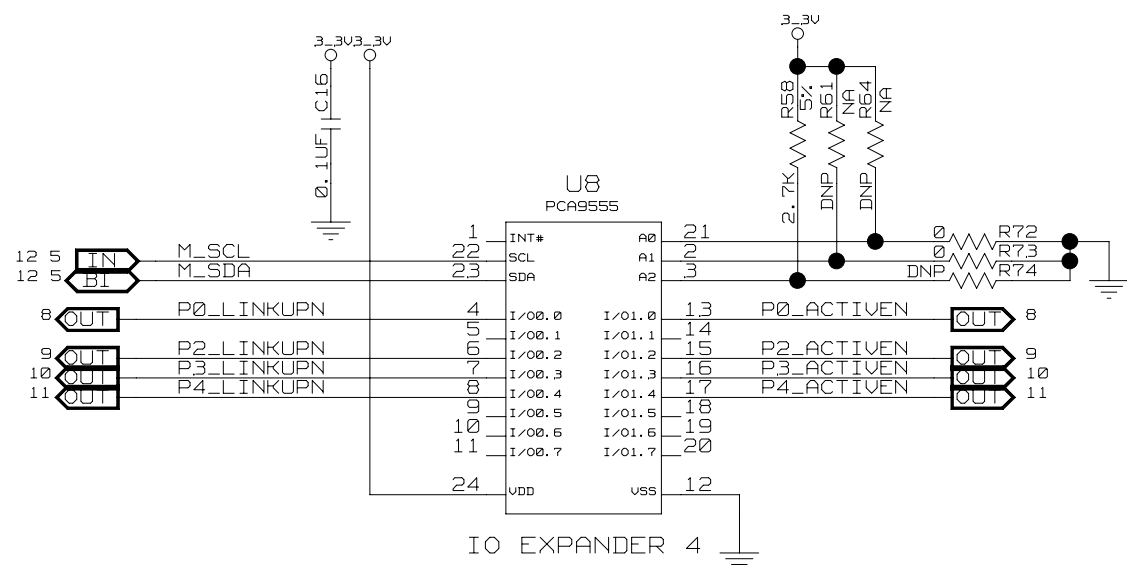 3_3V
3_3V 3_3V
C16
0.1UF
R58
5%
2.7K
R61
NA
DNP
R64
NA
DNP
U8
PCA9555
1 INT# A0 21 0 R72
12 5 IN M_SCL 22 SCL A1 2 0 R73
12 5 BI M_SDA 23 SDA A2 3 DNP R74
8 OUT P0_LINKUPN 4 I/O0.0 I/O1.0 13 P0_ACTIVEN OUT 8
5 I/O0.1 I/O1.1 14
9 OUT P2_LINKUPN 6 I/O0.2 I/O1.2 15 P2_ACTIVEN OUT 9
10 OUT P3_LINKUPN 7 I/O0.3 I/O1.3 16 P3_ACTIVEN OUT 10
11 OUT P4_LINKUPN 8 I/O0.4 I/O1.4 17 P4_ACTIVEN OUT 11
9 I/O0.5 I/O1.5 18
10 I/O0.6 I/O1.6 19
11 I/O0.7 I/O1.7 20
24 VDD VSS 12
IO EXPANDER 4